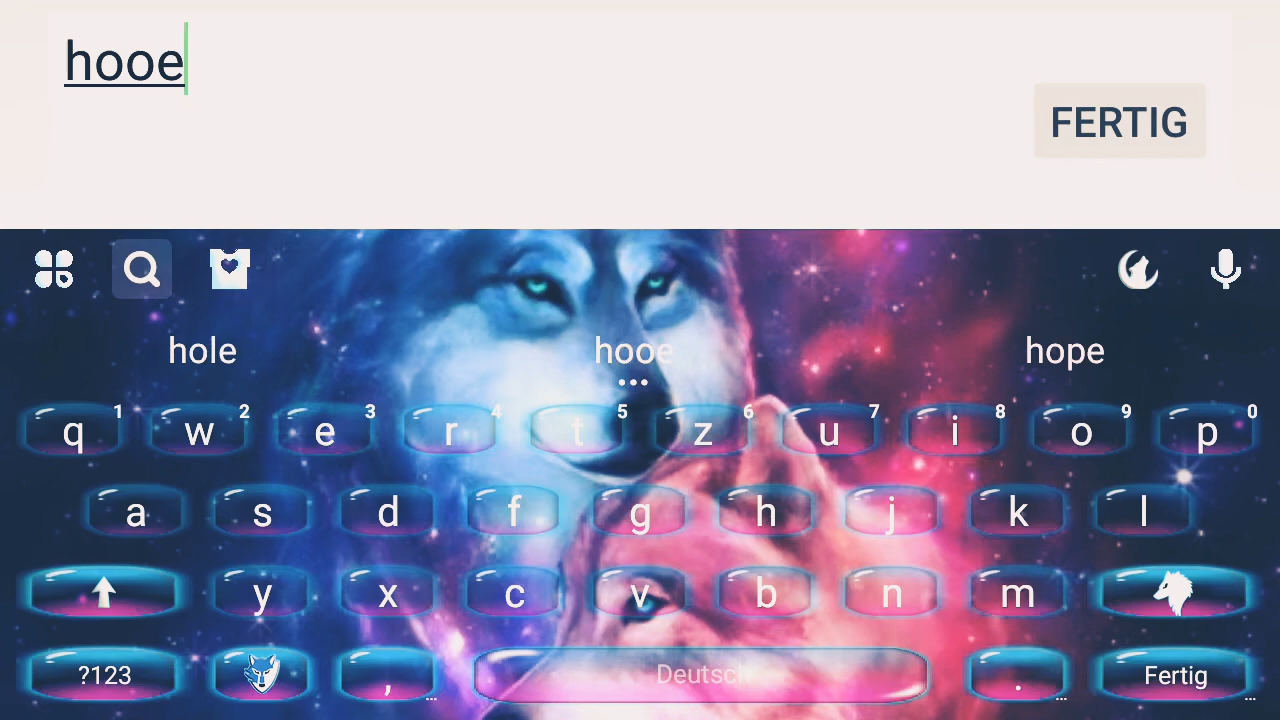 hooe
FERTIG
hole hooe hope
q 1 w 2 e 3 r 4 t 5 z 6 u 7 i 8 o 9 p 0
a s d f g h j k l
y x c v b n m
?123 , Deutsch . Fertig